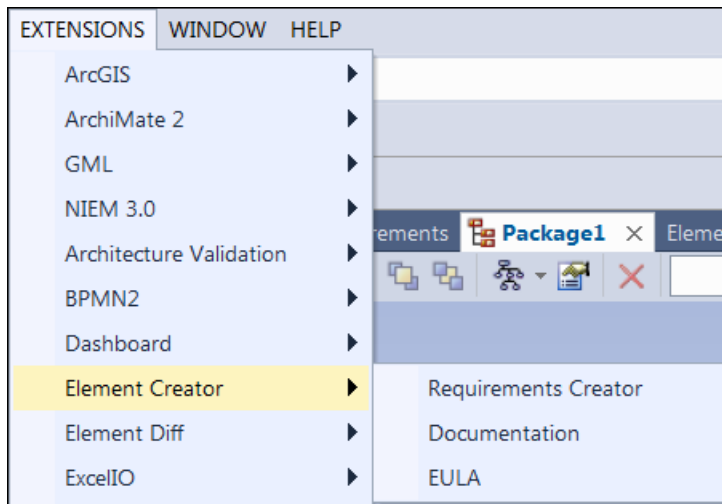 EXTENSIONS WINDOW HELP
ArcGIS
ArchiMate 2
GML
NIEM 3.0
rements Package1 Eleme
Architecture Validation
BPMN2
Dashboard
Element Creator Requirements Creator
Element Diff Documentation
ExcelIO EULA